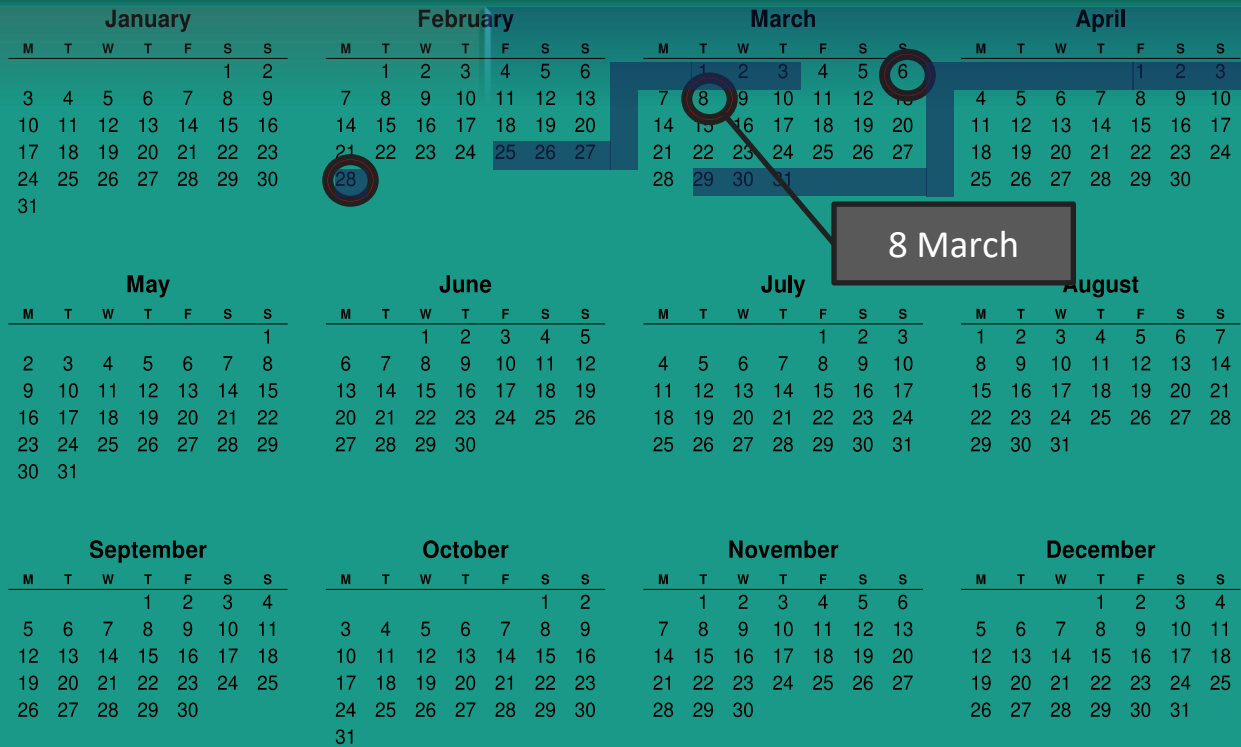 January February March April
M T W T F S S M T W T F S S M T W T F S S M T W T F S S
1 2 1 2 3 4 5 6 1 2 3 4 5 6 1 2 3
3 4 5 6 7 8 9 7 8 9 10 11 12 13 7 8 9 10 11 12 13 4 5 6 7 8 9 10
10 11 12 13 14 15 16 14 15 16 17 18 19 20 14 15 16 17 18 19 20 11 12 13 14 15 16 17
17 18 19 20 21 22 23 21 22 23 24 25 26 27 21 22 23 24 25 26 27 18 19 20 21 22 23 24
24 25 26 27 28 29 30 28 28 29 30 31 25 26 27 28 29 30
31
8 March
May June July August
M T W T F S S M T W T F S S M T W T F S S M T W T F S S
1 1 2 3 4 5 1 2 3 1 2 3 4 5 6 7
2 3 4 5 6 7 8 6 7 8 9 10 11 12 4 5 6 7 8 9 10 8 9 10 11 12 13 14
9 10 11 12 13 14 15 13 14 15 16 17 18 19 11 12 13 14 15 16 17 15 16 17 18 19 20 21
16 17 18 19 20 21 22 20 21 22 23 24 25 26 18 19 20 21 22 23 24 22 23 24 25 26 27 28
23 24 25 26 27 28 29 27 28 29 30 25 26 27 28 29 30 31 29 30 31
30 31
September October November December
M T W T F S S M T W T F S S M T W T F S S M T W T F S S
1 2 3 4 1 2 1 2 3 4 5 6 1 2 3 4
5 6 7 8 9 10 11 3 4 5 6 7 8 9 7 8 9 10 11 12 13 5 6 7 8 9 10 11
12 13 14 15 16 17 18 10 11 12 13 14 15 16 14 15 16 17 18 19 20 12 13 14 15 16 17 18
19 20 21 22 23 24 25 17 18 19 20 21 22 23 21 22 23 24 25 26 27 19 20 21 22 23 24 25
26 27 28 29 30 24 25 26 27 28 29 30 28 29 30 26 27 28 29 30 31
31